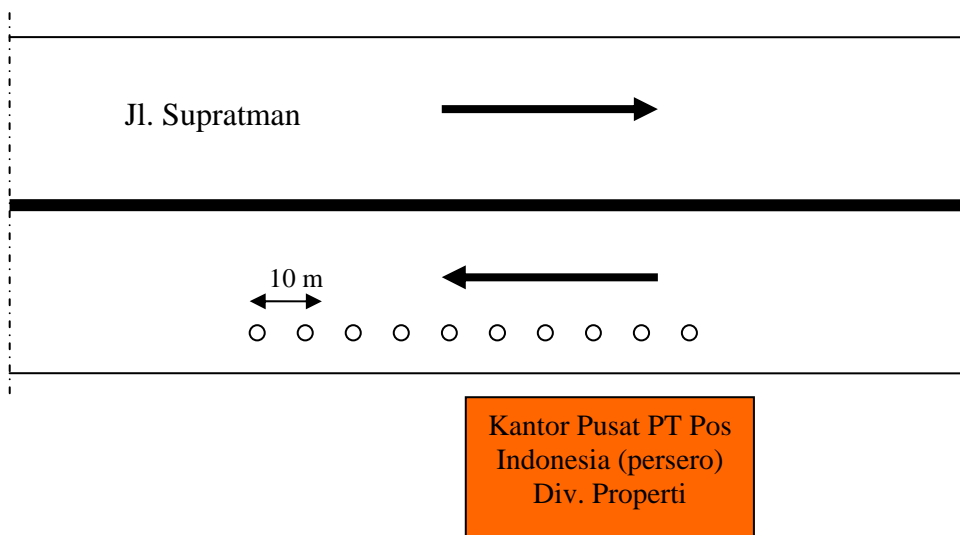 Jl. Supratman
10 m
Kantor Pusat PT Pos
Indonesia (persero)
Div. Properti